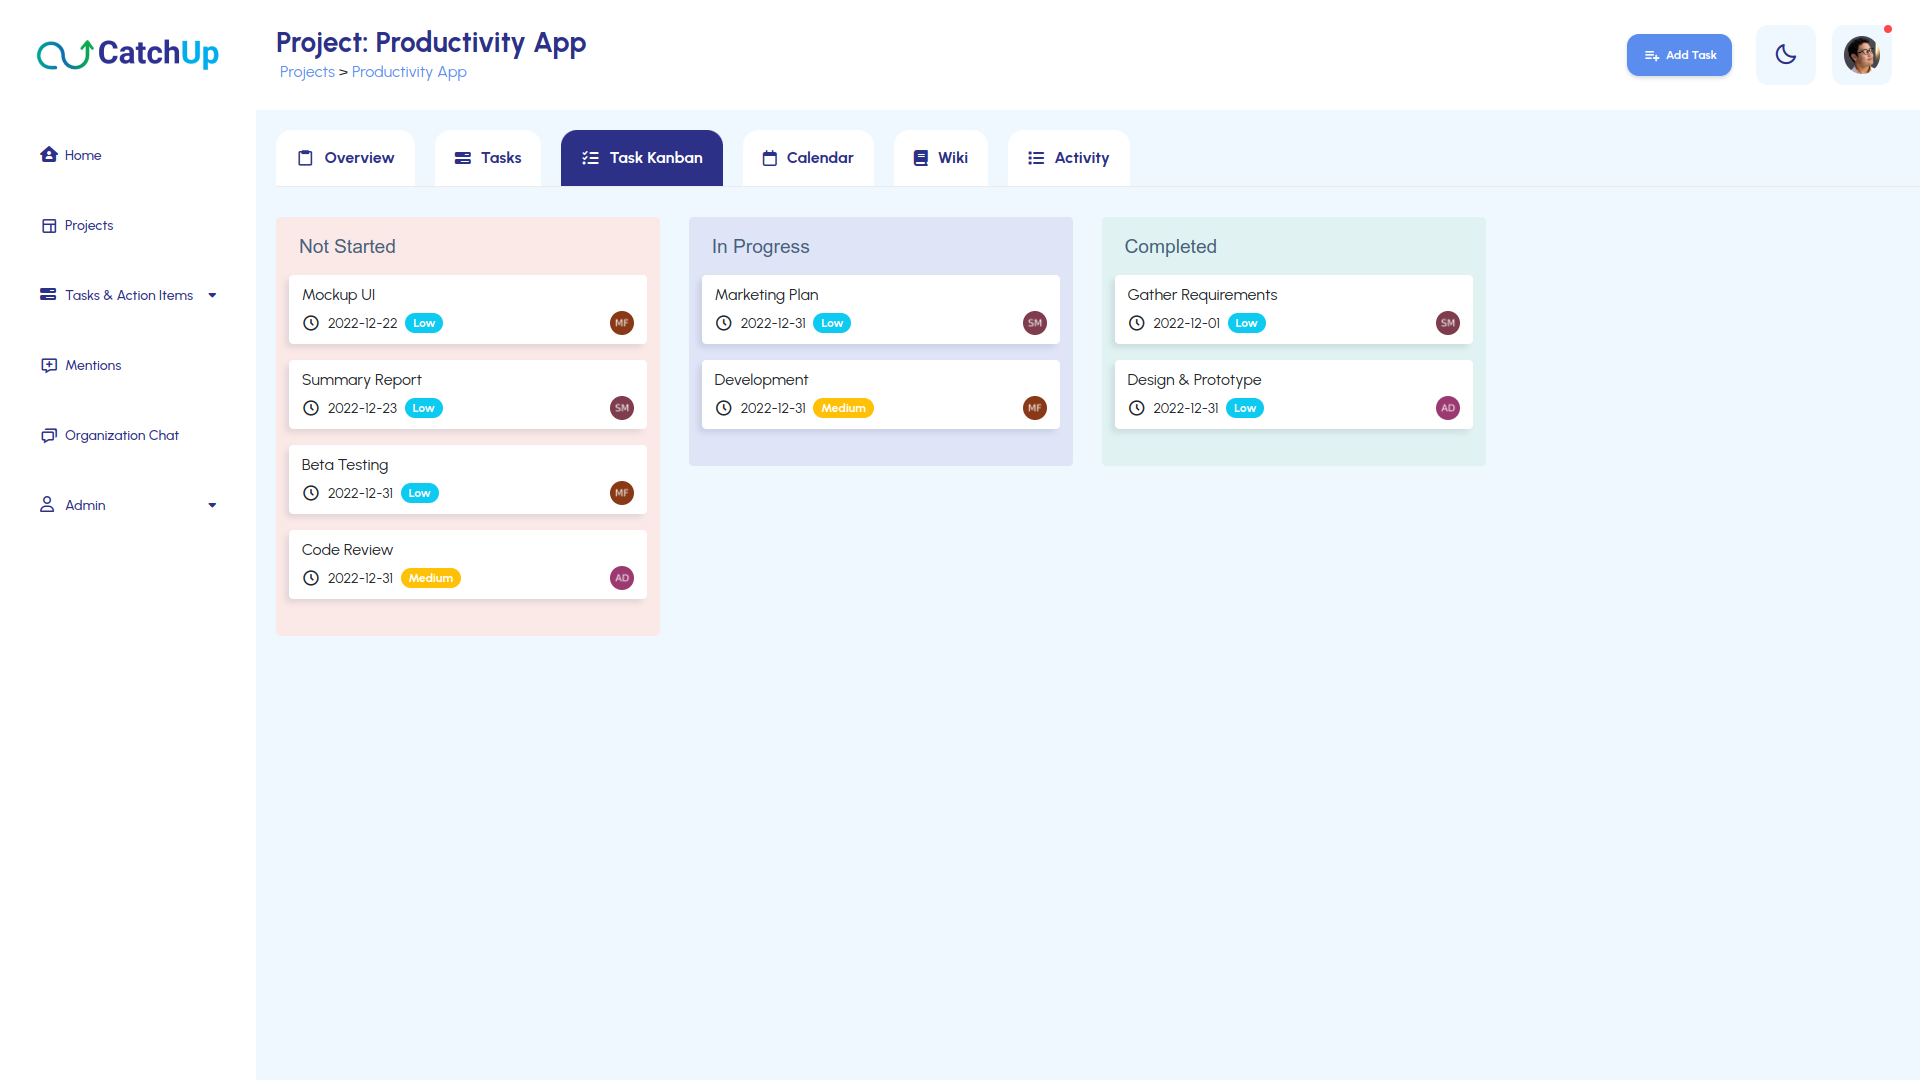 CatchUp
Project: Productivity App
Projects > Productivity App
Add Task
Home
Projects
Tasks & Action Items
Mentions
Organization Chat
Admin
Overview
Tasks
Task Kanban
Calendar
Wiki
Activity
Not Started
Mockup UI
2022-12-22 Low MF
Summary Report
2022-12-23 Low SM
Beta Testing
2022-12-31 Low MF
Code Review
2022-12-31 Medium AD
In Progress
Marketing Plan
2022-12-31 Low SM
Development
2022-12-31 Medium MF
Completed
Gather Requirements
2022-12-01 Low SM
Design & Prototype
2022-12-31 Low AD